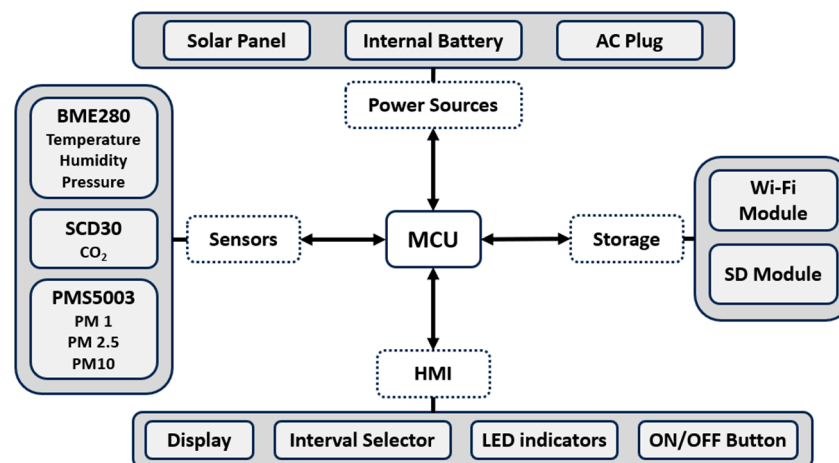 Solar Panel
Internal Battery
AC Plug
Power Sources
BME280
Temperature
Humidity
Pressure
SCD30
CO₂
PMS5003
PM 1
PM 2.5
PM10
Sensors
MCU
Storage
Wi-Fi
Module
SD Module
HMI
Display
Interval Selector
LED indicators
ON/OFF Button